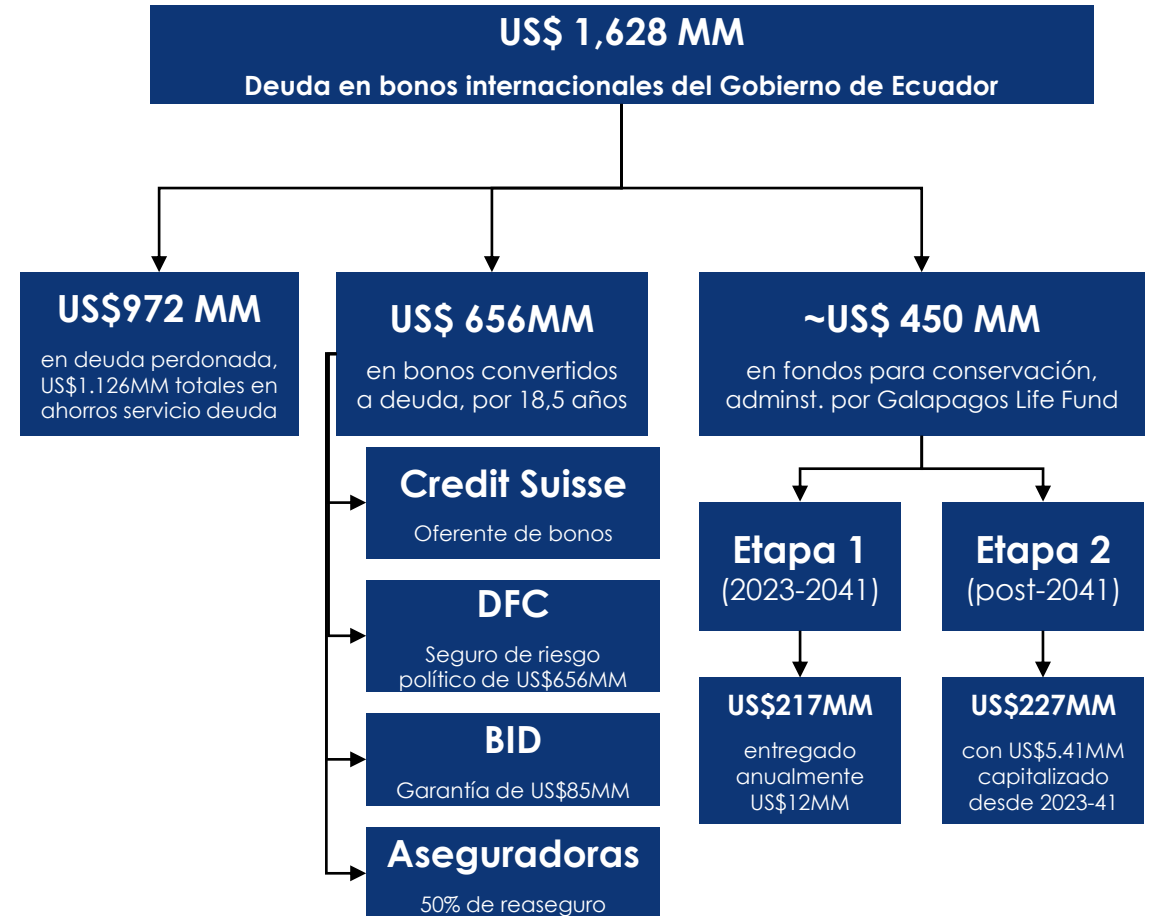 US$ 1,628 MM
Deuda en bonos internacionales del Gobierno de Ecuador
US$972 MM
en deuda perdonada,
US$1.126MM totales en
ahorros servicio deuda
US$ 656MM
en bonos convertidos
a deuda, por 18,5 años
Credit Suisse
Oferente de bonos
DFC
Seguro de riesgo
político de US$656MM
BID
Garantía de US$85MM
Aseguradoras
50% de reaseguro
~US$ 450 MM
en fondos para conservación,
adminst. por Galapagos Life Fund
Etapa 1
(2023-2041)
US$217MM
entregado
anualmente
US$12MM
Etapa 2
(post-2041)
US$227MM
con US$5.41MM
capitalizado
desde 2023-41